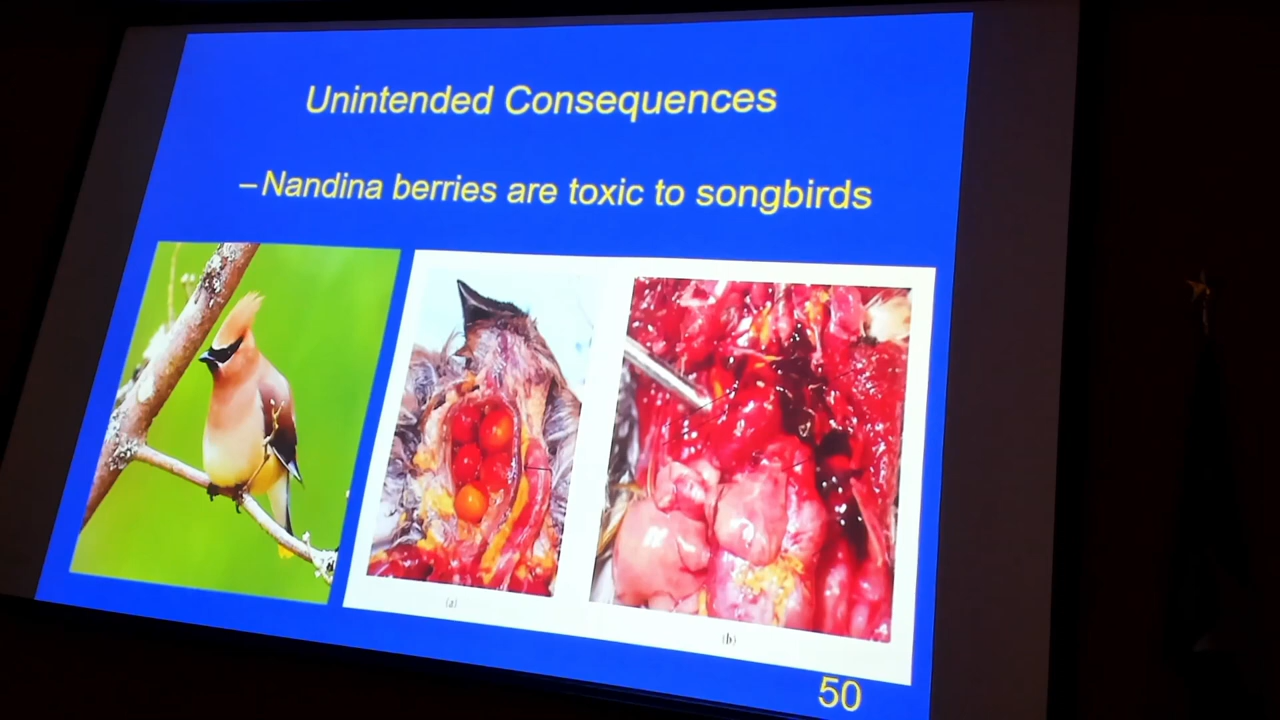 Unintended Consequences
– Nandina berries are toxic to songbirds
(a)
(b)
50